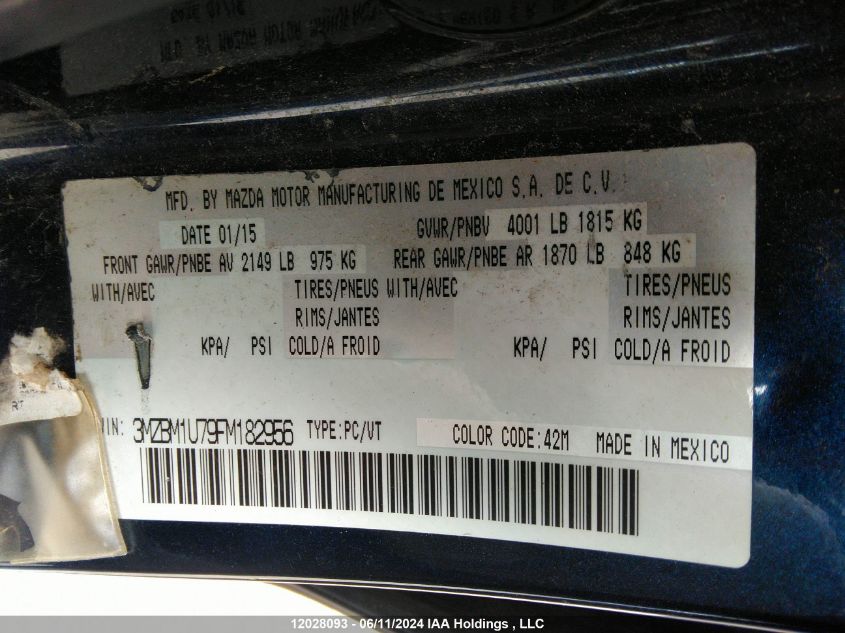 MFD. BY MAZDA MOTOR MANUFACTURING DE MEXICO S.A. DE C.V.
DATE 01/15 GVWR/PNBV 4001 LB 1815 KG
FRONT GAWR/PNBE AV 2149 LB 975 KG REAR GAWR/PNBE AR 1870 LB 848 KG
WITH/AVEC TIRES/PNEUS WITH/AVEC TIRES/PNEUS
RIMS/JANTES RIMS/JANTES
KPA/ PSI COLD/A FROID KPA/ PSI COLD/A FROID
VIN: 3MZBM1U79FM182956 TYPE:PC/VT COLOR CODE:42M MADE IN MEXICO
12028093 - 06/11/2024 IAA Holdings , LLC